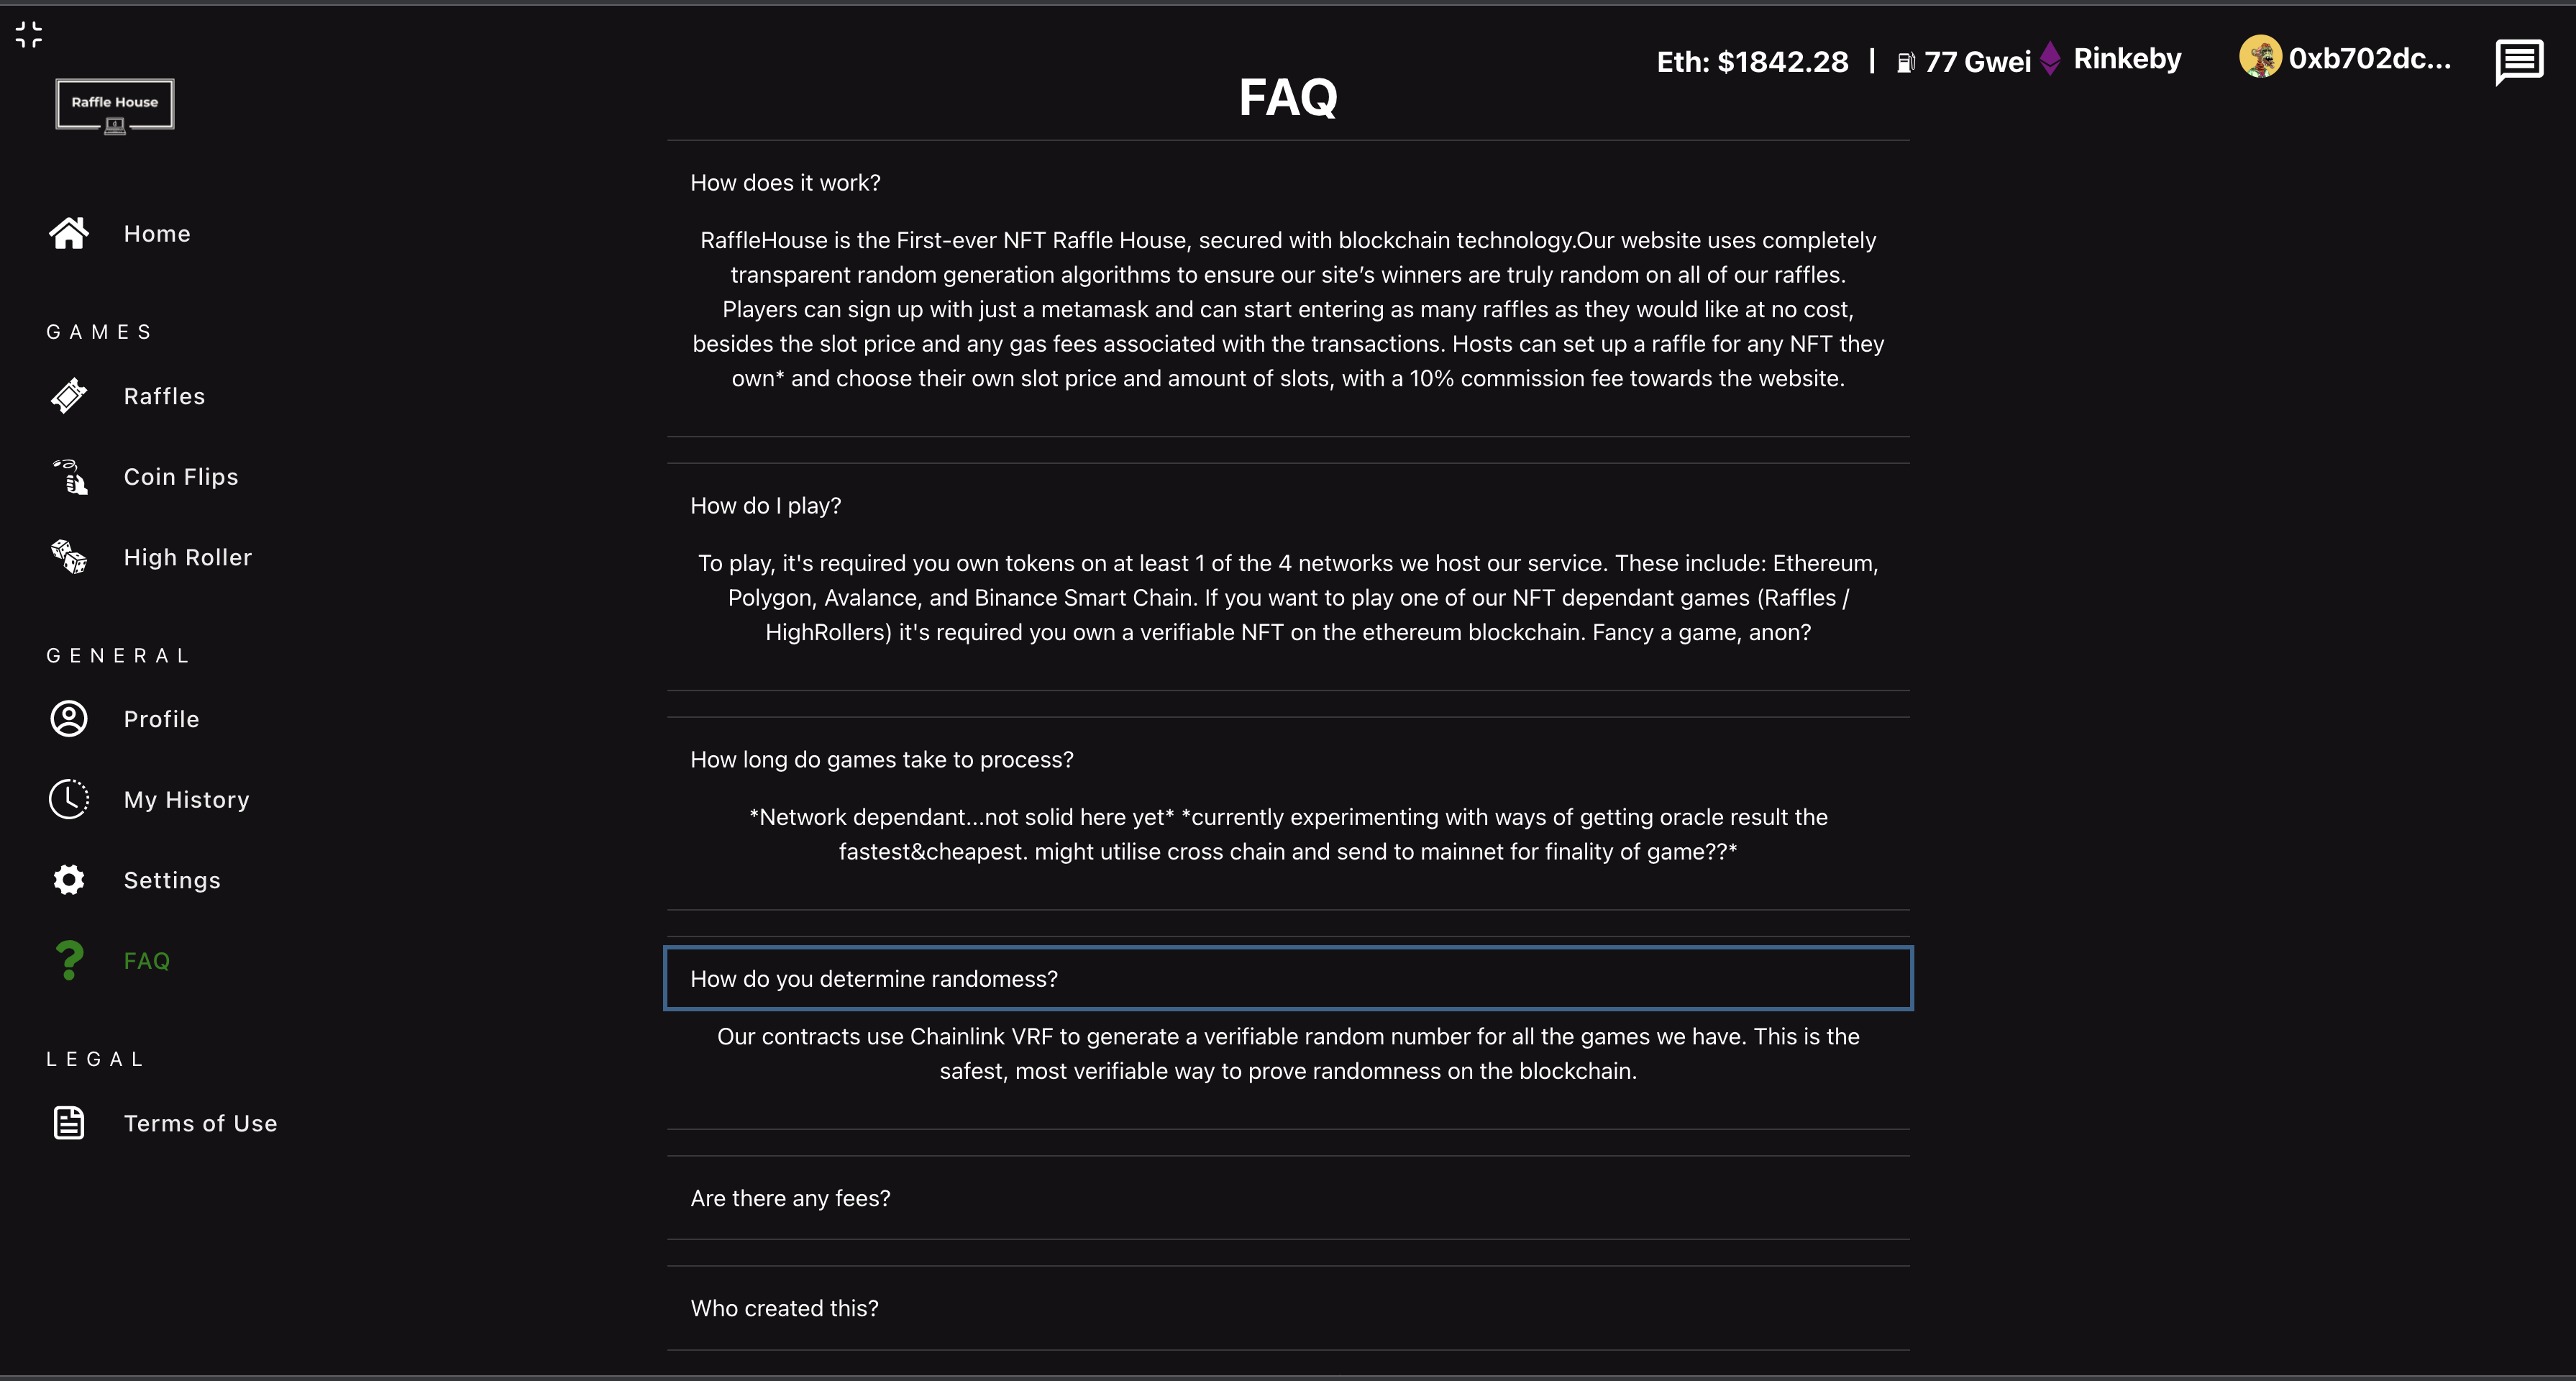 Eth: $1842.28 | 77 Gwei Rinkeby 0xb702dc...
Raffle House
FAQ
Home
GAMES
Raffles
Coin Flips
High Roller
GENERAL
Profile
My History
Settings
FAQ
LEGAL
Terms of Use
How does it work?
RaffleHouse is the First-ever NFT Raffle House, secured with blockchain technology.Our website uses completely
transparent random generation algorithms to ensure our site’s winners are truly random on all of our raffles.
Players can sign up with just a metamask and can start entering as many raffles as they would like at no cost,
besides the slot price and any gas fees associated with the transactions. Hosts can set up a raffle for any NFT they
own* and choose their own slot price and amount of slots, with a 10% commission fee towards the website.
How do I play?
To play, it's required you own tokens on at least 1 of the 4 networks we host our service. These include: Ethereum,
Polygon, Avalance, and Binance Smart Chain. If you want to play one of our NFT dependant games (Raffles /
HighRollers) it's required you own a verifiable NFT on the ethereum blockchain. Fancy a game, anon?
How long do games take to process?
*Network dependant...not solid here yet* *currently experimenting with ways of getting oracle result the
fastest&cheapest. might utilise cross chain and send to mainnet for finality of game??*
How do you determine randomess?
Our contracts use Chainlink VRF to generate a verifiable random number for all the games we have. This is the
safest, most verifiable way to prove randomness on the blockchain.
Are there any fees?
Who created this?